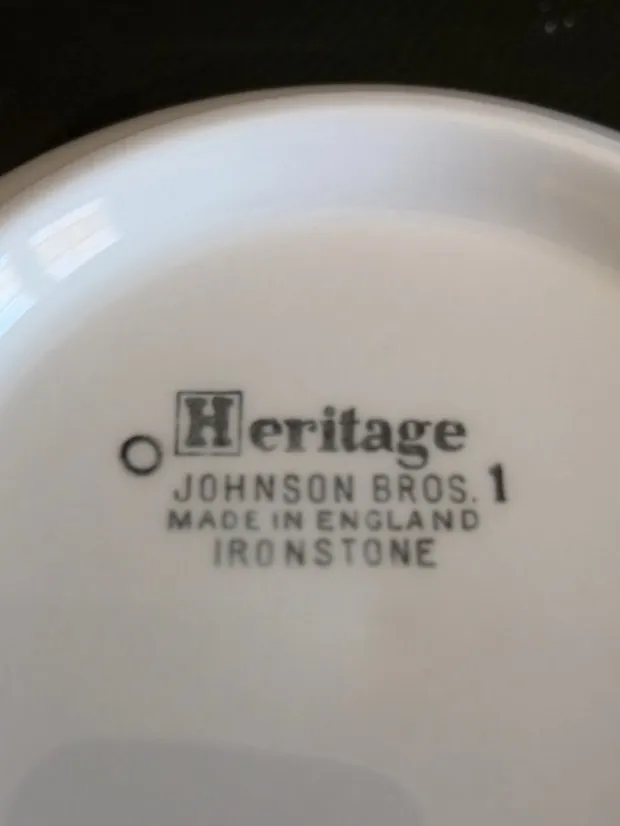 Heritage
JOHNSON BROS. 1
MADE IN ENGLAND
IRONSTONE